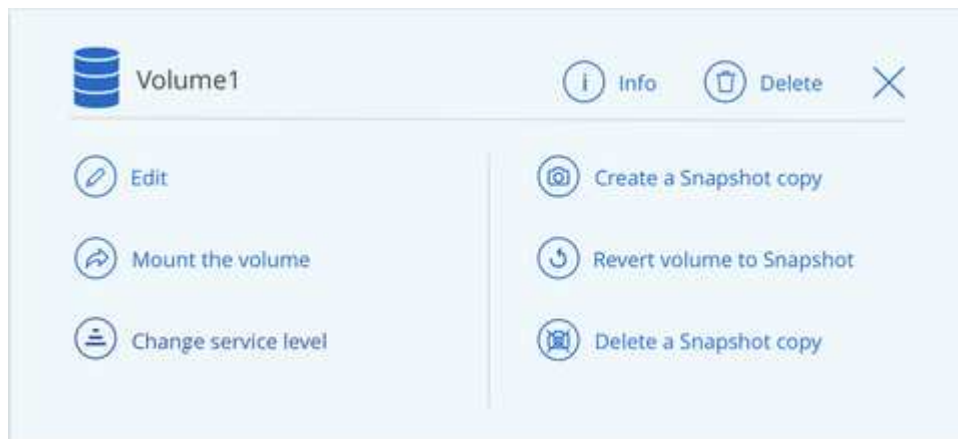 Volume1
Info
Delete
Edit
Mount the volume
Change service level
Create a Snapshot copy
Revert volume to Snapshot
Delete a Snapshot copy